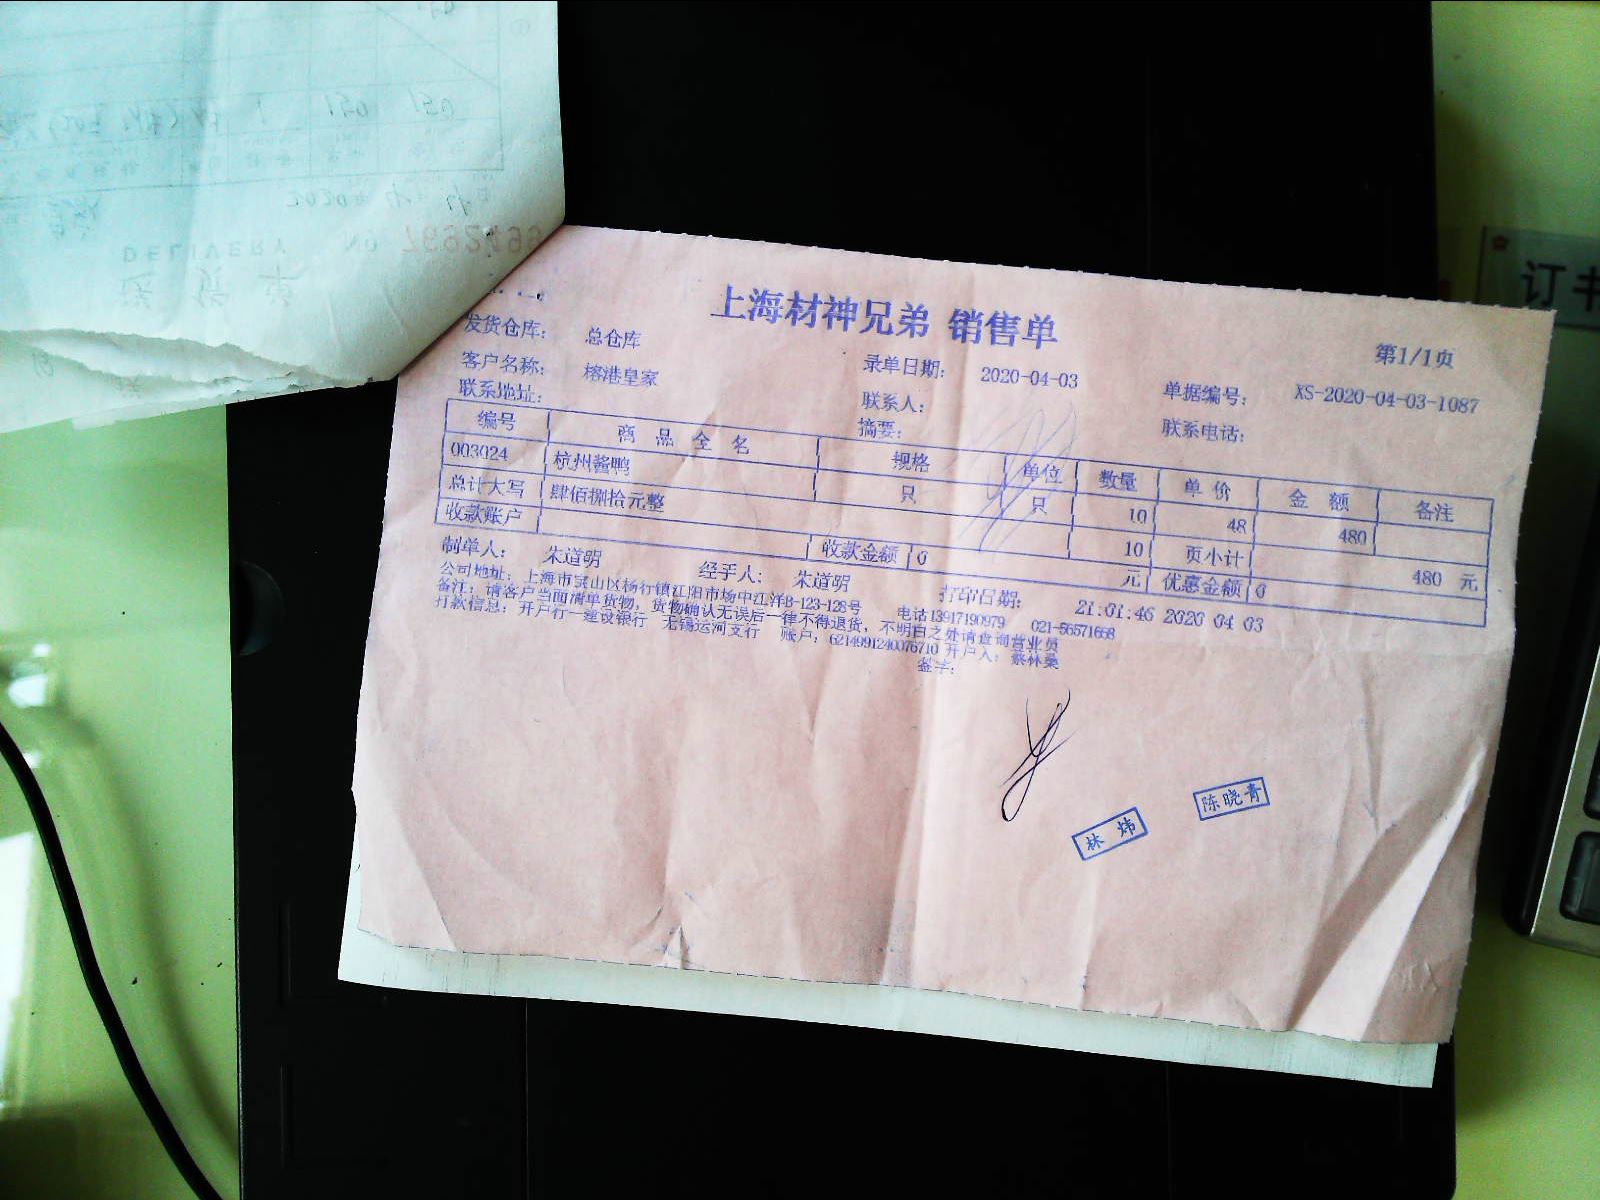 DELIVERY NO
上海材神兄弟 销售单
第1/1页
发货仓库: 总仓库
客户名称: 榕港皇家 录单日期: 2020-04-03 单据编号: XS-2020-04-03-1087
联系地址: 联系人: 联系电话:
摘要:
编号 商品全名 规格 单位 数量 单价 金额 备注
003024 杭州酱鸭 只 只 10 48 480
总计大写 肆佰捌拾元整 10 页小计 480 元
收款账户 收款金额 0 元 优惠金额 0
制单人: 朱道明 经手人: 朱道明 打印日期: 21:01:46 2020 04 03
公司地址: 上海市宝山区杨行镇江阳市场中江洋B-123-128号 电话13917190979 021-56571668
备注: 请客户当面清单货物, 货物确认无误后一律不得退货, 不明白之处请查询营业员
打款信息: 开户行—建设银行 无锡运河支行 账户: 6214991240076710 开户人: 蔡林燊
签字:
林炜
陈晓青
订书